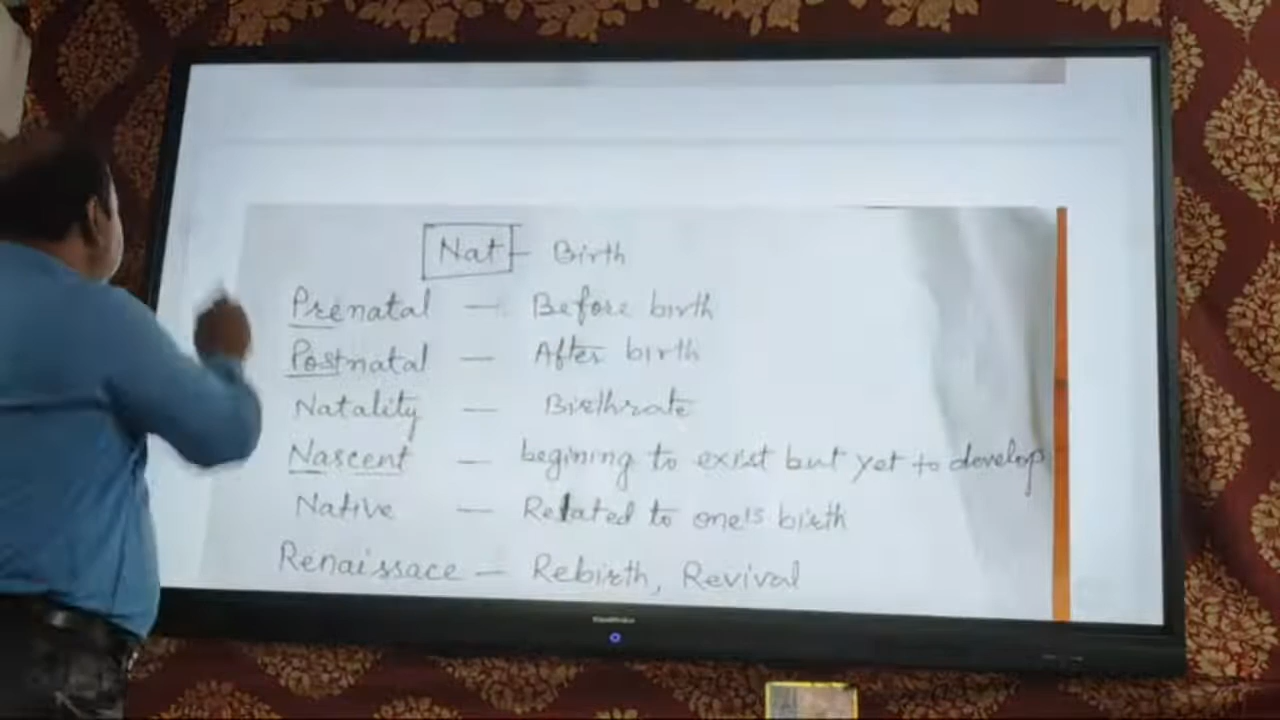 Nat - Birth
Prenatal — Before birth
Postnatal — After birth
Natality — Birthrate
Nascent — begining to exist but yet to develop
Native — Related to one's birth
Renaissace — Rebirth, Revival